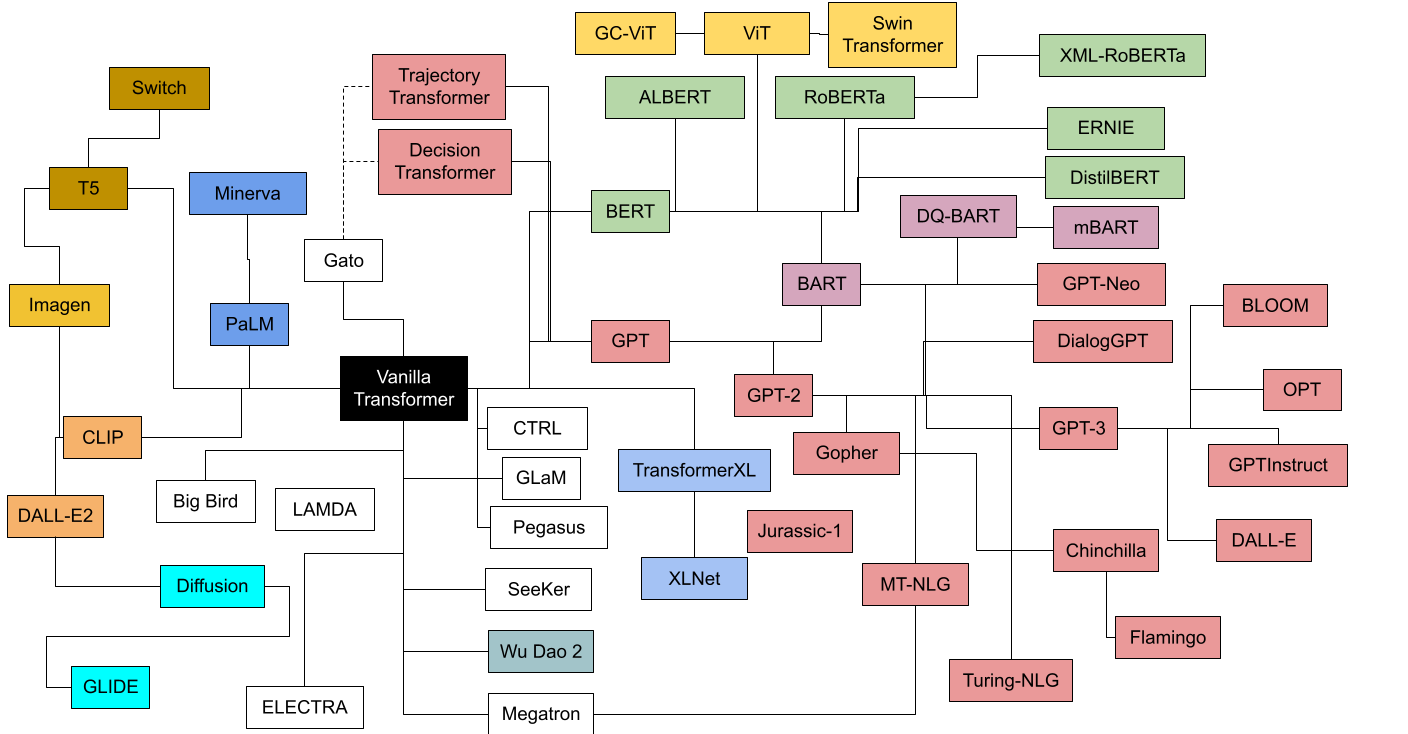 GC-ViT
ViT
Swin
Transformer
XML-RoBERTa
Trajectory
Transformer
Switch
ALBERT
RoBERTa
ERNIE
Decision
Transformer
DistilBERT
T5
Minerva
BERT
DQ-BART
mBART
Gato
BART
GPT-Neo
Imagen
BLOOM
PaLM
GPT
DialogGPT
Vanilla
Transformer
GPT-2
OPT
CTRL
GPT-3
CLIP
Gopher
TransformerXL
GPTInstruct
GLaM
Big Bird
LAMDA
DALL-E2
Pegasus
Jurassic-1
DALL-E
Chinchilla
XLNet
MT-NLG
Diffusion
SeeKer
Flamingo
Wu Dao 2
GLIDE
Turing-NLG
ELECTRA
Megatron